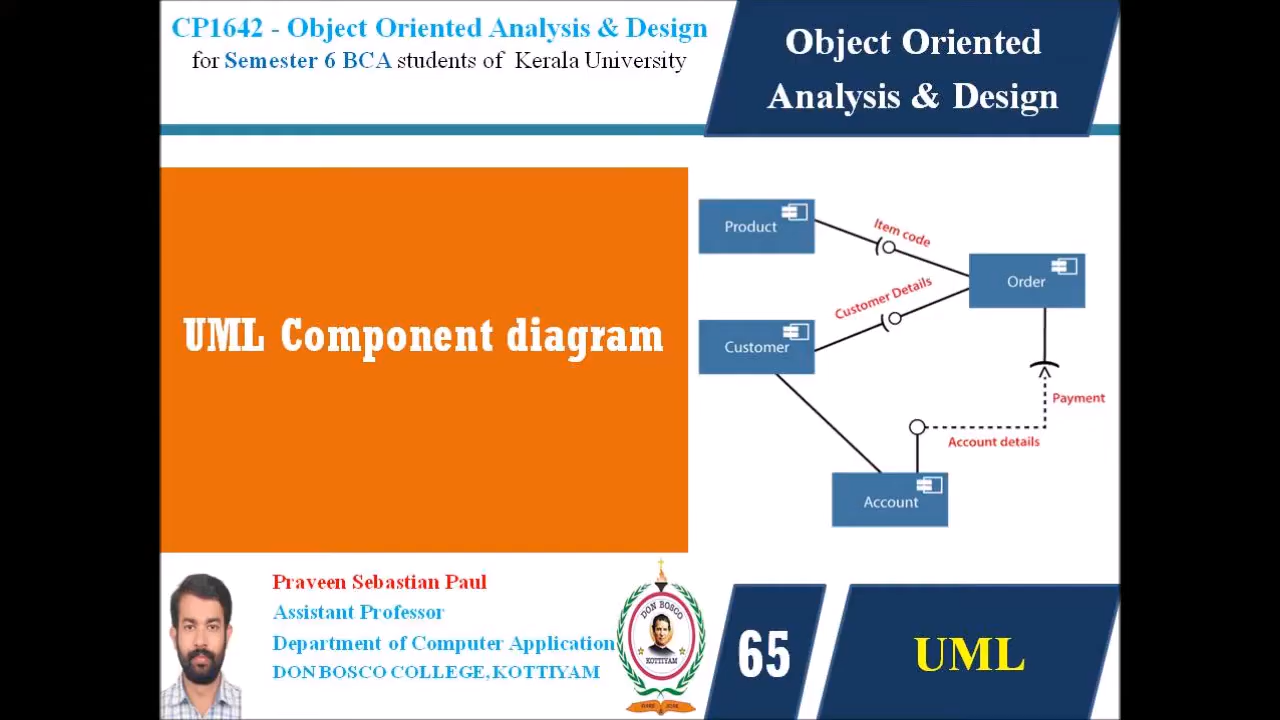 CP1642 - Object Oriented Analysis & Design
for Semester 6 BCA students of Kerala University
Object Oriented
Analysis & Design
UML Component diagram
Product
Item code
Order
Customer Details
Customer
Payment
Account details
Account
Praveen Sebastian Paul
Assistant Professor
Department of Computer Application
DON BOSCO COLLEGE, KOTTIYAM
DON BOSCO
KOTTIYAM
65
UML